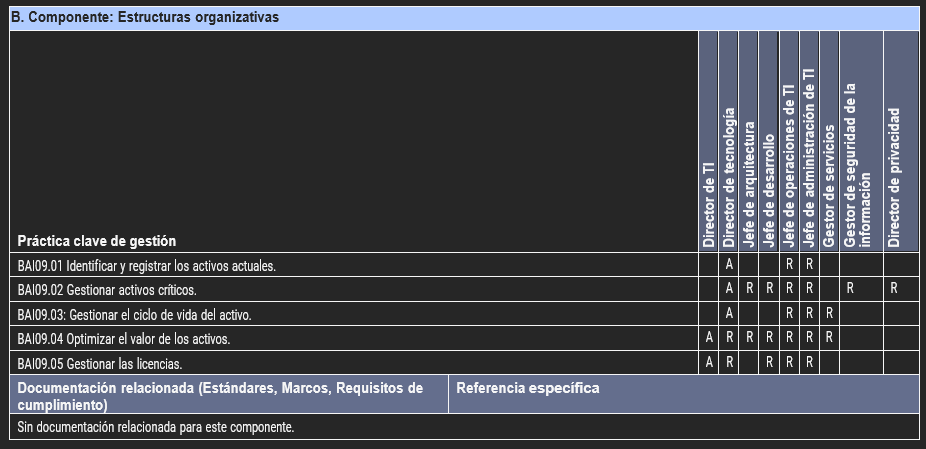 B. Componente: Estructuras organizativas
Práctica clave de gestión
Director de TI
Director de tecnología
Jefe de arquitectura
Jefe de desarrollo
Jefe de operaciones de TI
Jefe de administración de TI
Gestor de servicios
Gestor de seguridad de la
información
Director de privacidad
BAI09.01 Identificar y registrar los activos actuales. A R R
BAI09.02 Gestionar activos críticos. A R R R R R R
BAI09.03: Gestionar el ciclo de vida del activo. A R R R
BAI09.04 Optimizar el valor de los activos. A R R R R R R
BAI09.05 Gestionar las licencias. A R R R R
Documentación relacionada (Estándares, Marcos, Requisitos de
cumplimiento)
Referencia específica
Sin documentación relacionada para este componente.